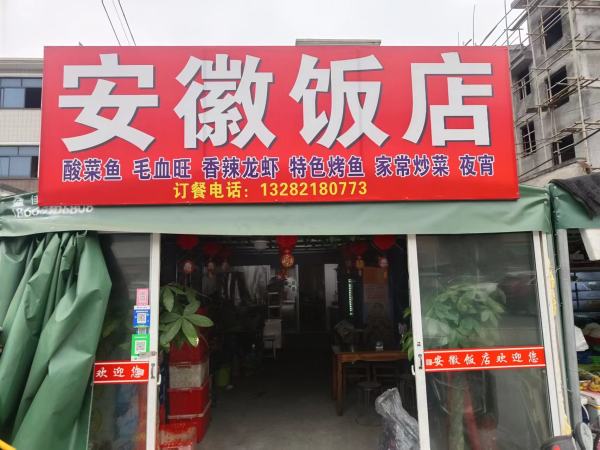 安徽饭店
酸菜鱼 毛血旺 香辣龙虾 特色烤鱼 家常炒菜 夜宵
订餐电话：13282180773
欢迎您
安徽饭店欢迎您